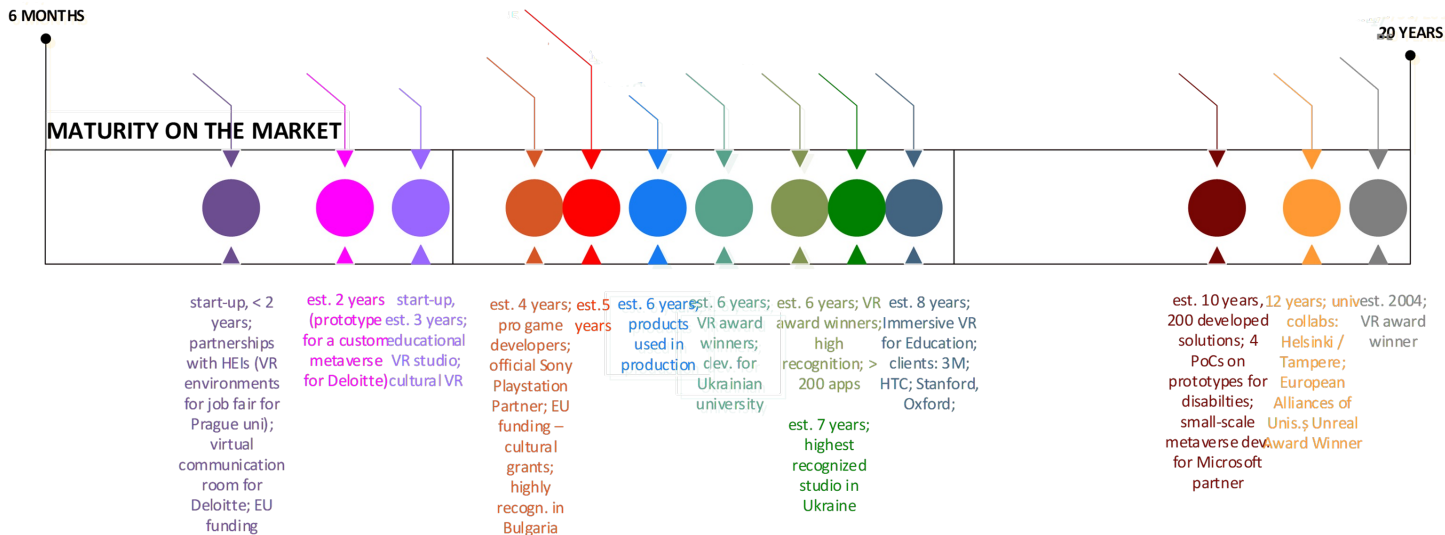 6 MONTHS
20 YEARS
MATURITY ON THE MARKET
start-up, < 2
years;
partnerships
with HEIs (VR
environments
for job fair for
Prague uni);
virtual
communication
room for
Deloitte; EU
funding
est. 2 years
(prototype
for a custom
metaverse
for Deloitte)
start-up,
est. 3 years;
educational
VR studio;
cultural VR
est. 4 years;
pro game
developers;
official Sony
Playstation
Partner; EU
funding –
cultural
grants;
highly
recogn. in
Bulgaria
est.5
years
est. 6 years;
products
used in
production
est. 6 years;
VR award
winners;
dev. for
Ukrainian
university
est. 6 years; VR
award winners;
high
recognition; >
200 apps
est. 7 years;
highest
recognized
studio in
Ukraine
est. 8 years;
Immersive VR
for Education;
clients: 3M;
HTC; Stanford,
Oxford;
est. 10 years,
200 developed
solutions; 4
PoCs on
prototypes for
disabilties;
small-scale
metaverse dev.
for Microsoft
partner
12 years; univ
collabs:
Helsinki /
Tampere;
European
Alliances of
Unis.; Unreal
Award Winner
est. 2004;
VR award
winner